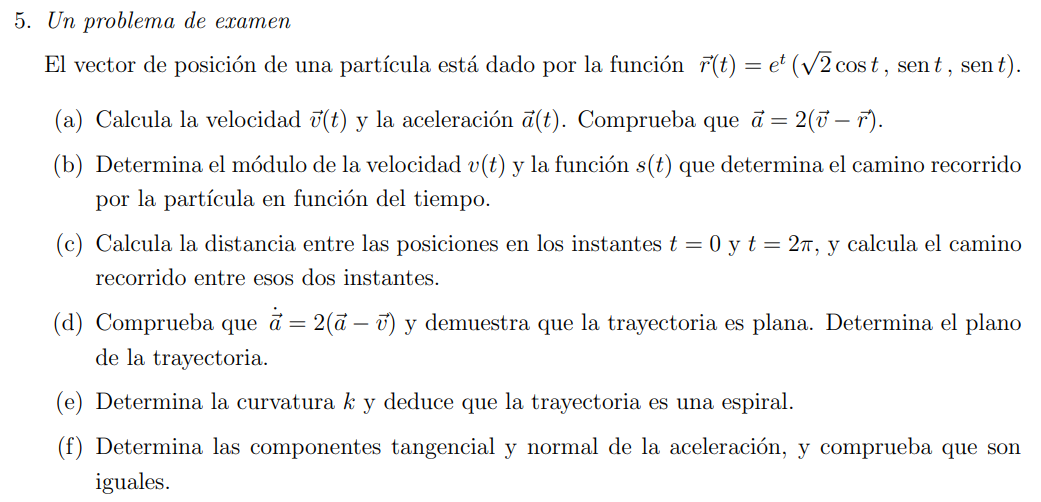 5. Un problema de examen
El vector de posición de una partícula está dado por la función $\vec{r}(t) = e^t (\sqrt{2} \cos t, \operatorname{sen} t, \operatorname{sen} t)$.
(a) Calcula la velocidad $\vec{v}(t)$ y la aceleración $\vec{a}(t)$. Comprueba que $\vec{a} = 2(\vec{v} - \vec{r})$.
(b) Determina el módulo de la velocidad $v(t)$ y la función $s(t)$ que determina el camino recorrido
por la partícula en función del tiempo.
(c) Calcula la distancia entre las posiciones en los instantes $t = 0$ y $t = 2\pi$, y calcula el camino
recorrido entre esos dos instantes.
(d) Comprueba que $\dot{\vec{a}} = 2(\vec{a} - \vec{v})$ y demuestra que la trayectoria es plana. Determina el plano
de la trayectoria.
(e) Determina la curvatura $k$ y deduce que la trayectoria es una espiral.
(f) Determina las componentes tangencial y normal de la aceleración, y comprueba que son
iguales.